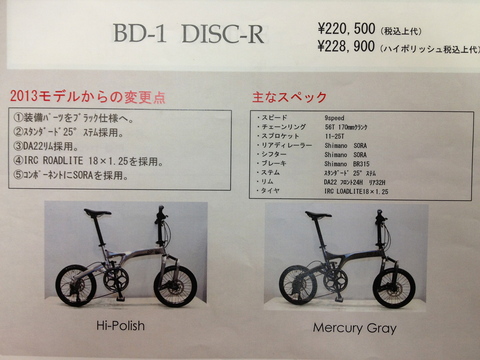 BD-1 DISC-R
¥220,500（税込上代）
¥228,900（ハイポリッシュ税込上代）
2013モデルからの変更点
①装備パーツをブラック仕様へ。
②スタンダード25° ステム採用。
③DA22リム採用。
④IRC ROADLITE 18×1.25を採用。
⑤コンポーネントにSORAを採用。
主なスペック
・スピード 9speed
・チェーンリング 56T 170mmクランク
・スプロケット 11-25T
・リアディレーラー Shimano SORA
・シフター Shimano SORA
・ブレーキ Shimano BR315
・ステム スタンダード 25° ステム
・リム DA22 フロント24H リア32H
・タイヤ IRC LOADLITE18×1.25
Hi-Polish
Mercury Gray